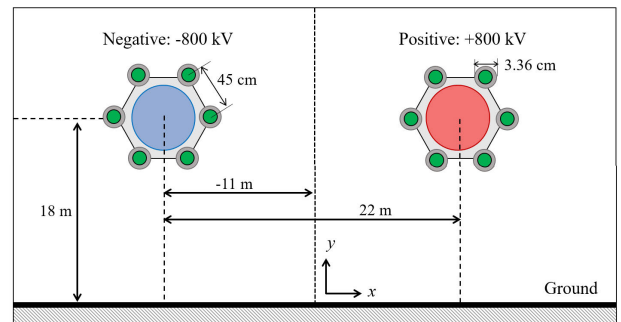 Negative: -800 kV
Positive: +800 kV
45 cm
3.36 cm
18 m
-11 m
22 m
y
x
Ground